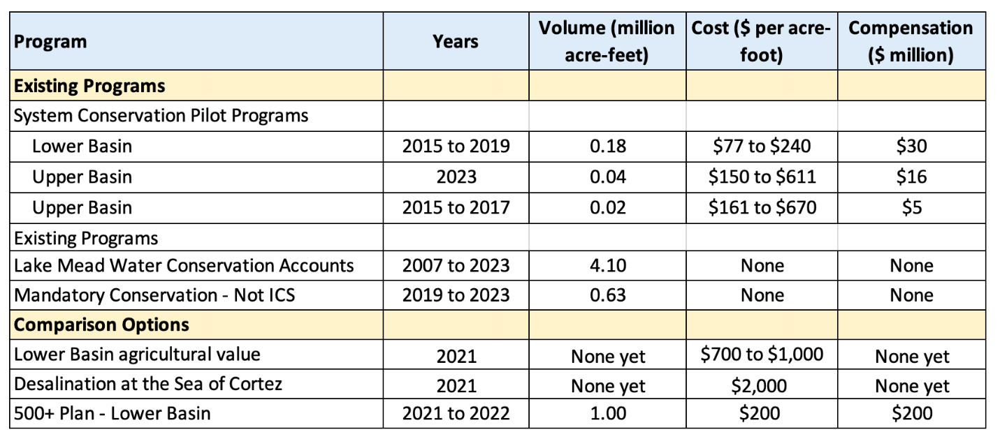 Program Years Volume (million acre-feet) Cost ($ per acre-foot) Compensation ($ million)
Existing Programs
System Conservation Pilot Programs
Lower Basin 2015 to 2019 0.18 $77 to $240 $30
Upper Basin 2023 0.04 $150 to $611 $16
Upper Basin 2015 to 2017 0.02 $161 to $670 $5
Existing Programs
Lake Mead Water Conservation Accounts 2007 to 2023 4.10 None None
Mandatory Conservation - Not ICS 2019 to 2023 0.63 None None
Comparison Options
Lower Basin agricultural value 2021 None yet $700 to $1,000 None yet
Desalination at the Sea of Cortez 2021 None yet $2,000 None yet
500+ Plan - Lower Basin 2021 to 2022 1.00 $200 $200